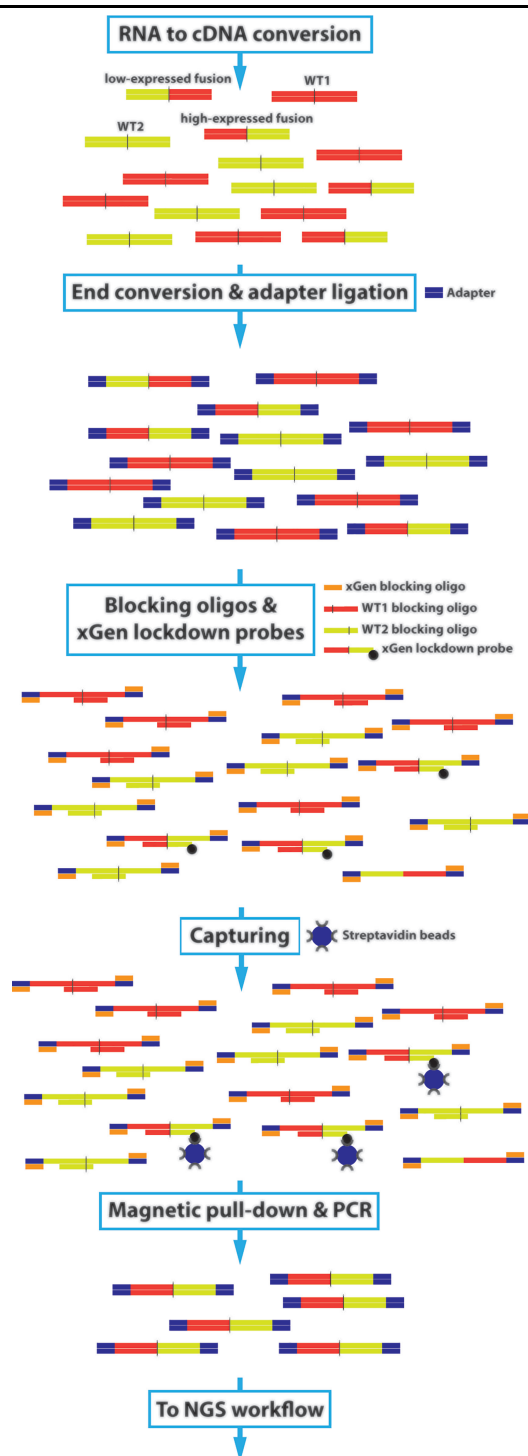 RNA to cDNA conversion
low-expressed fusion
WT1
WT2
high-expressed fusion
End conversion & adapter ligation
Adapter
Blocking oligos &
xGen lockdown probes
xGen blocking oligo
WT1 blocking oligo
WT2 blocking oligo
xGen lockdown probe
Capturing
Streptavidin beads
Magnetic pull-down & PCR
To NGS workflow